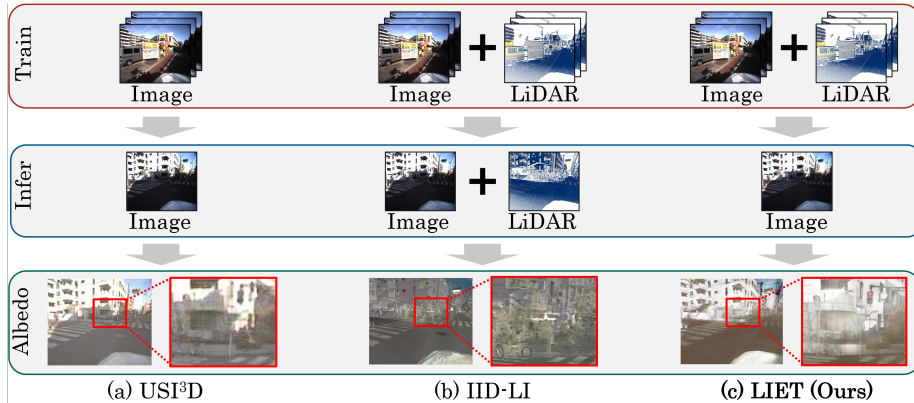 Train
Image
Image
+
LiDAR
Image
+
LiDAR
Infer
Image
Image
+
LiDAR
Image
Albedo
(a) USI³D
(b) IID-LI
(c) LIET (Ours)